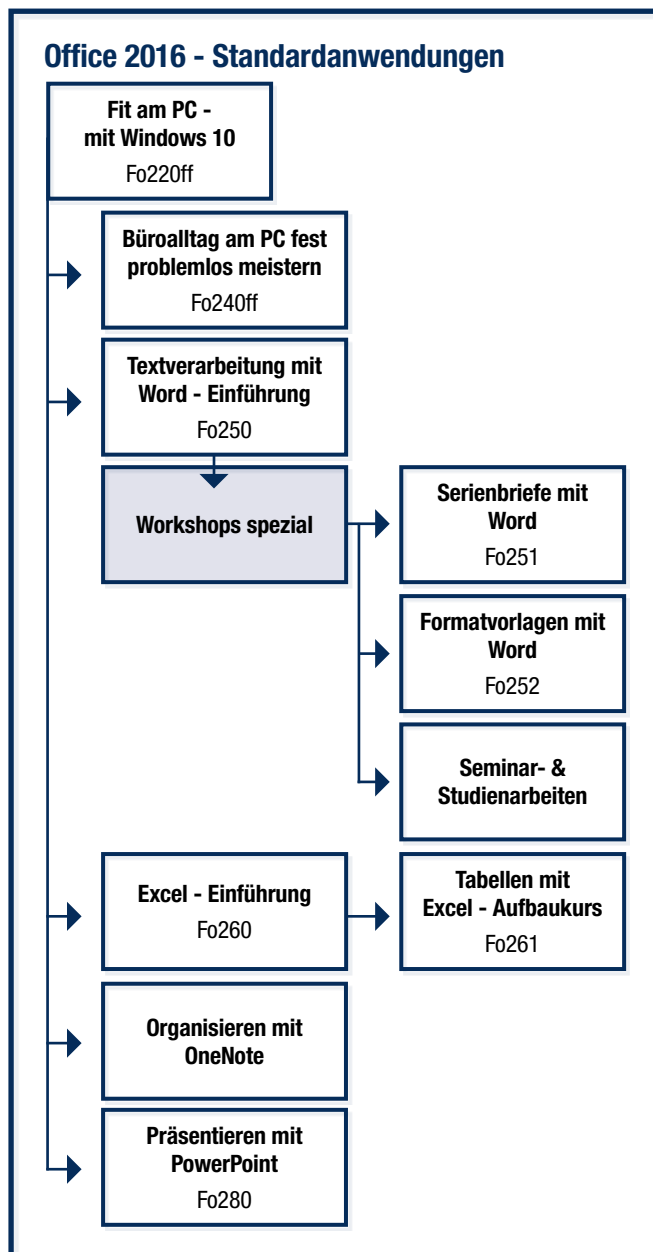 Office 2016 - Standardanwendungen
Fit am PC -
mit Windows 10
Fo220ff
Büroalltag am PC fest
problemlos meistern
Fo240ff
Textverarbeitung mit
Word - Einführung
Fo250
Workshops spezial
Serienbriefe mit
Word
Fo251
Formatvorlagen mit
Word
Fo252
Seminar- &
Studienarbeiten
Excel - Einführung
Fo260
Tabellen mit
Excel - Aufbaukurs
Fo261
Organisieren mit
OneNote
Präsentieren mit
PowerPoint
Fo280